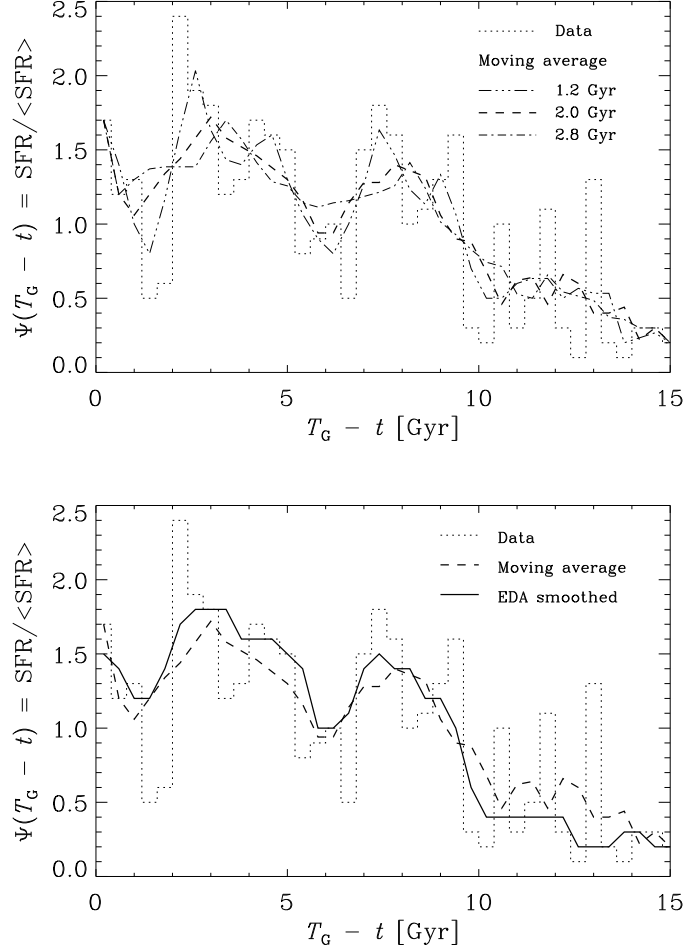 2.5
2.0
1.5
1.0
0.5
0.0
Ψ(T_G − t) = SFR/<SFR>
Data
Moving average
1.2 Gyr
2.0 Gyr
2.8 Gyr
0 5 10 15
T_G − t [Gyr]
2.5
2.0
1.5
1.0
0.5
0.0
Ψ(T_G − t) = SFR/<SFR>
Data
Moving average
EDA smoothed
0 5 10 15
T_G − t [Gyr]